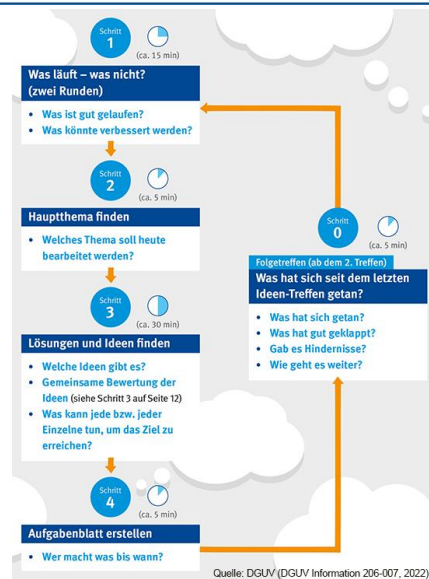 Schritt
1
(ca. 15 min)
Was läuft – was nicht?
(zwei Runden)
• Was ist gut gelaufen?
• Was könnte verbessert werden?
Schritt
2
(ca. 5 min)
Hauptthema finden
• Welches Thema soll heute
bearbeitet werden?
Schritt
3
(ca. 30 min)
Lösungen und Ideen finden
• Welche Ideen gibt es?
• Gemeinsame Bewertung der
Ideen (siehe Schritt 3 auf Seite 12)
• Was kann jede bzw. jeder
Einzelne tun, um das Ziel zu
erreichen?
Schritt
4
(ca. 5 min)
Aufgabenblatt erstellen
• Wer macht was bis wann?
Schritt
0
(ca. 5 min)
Folgetreffen (ab dem 2. Treffen)
Was hat sich seit dem letzten
Ideen-Treffen getan?
• Was hat sich getan?
• Was hat gut geklappt?
• Gab es Hindernisse?
• Wie geht es weiter?
Quelle: DGUV (DGUV Information 206-007, 2022)